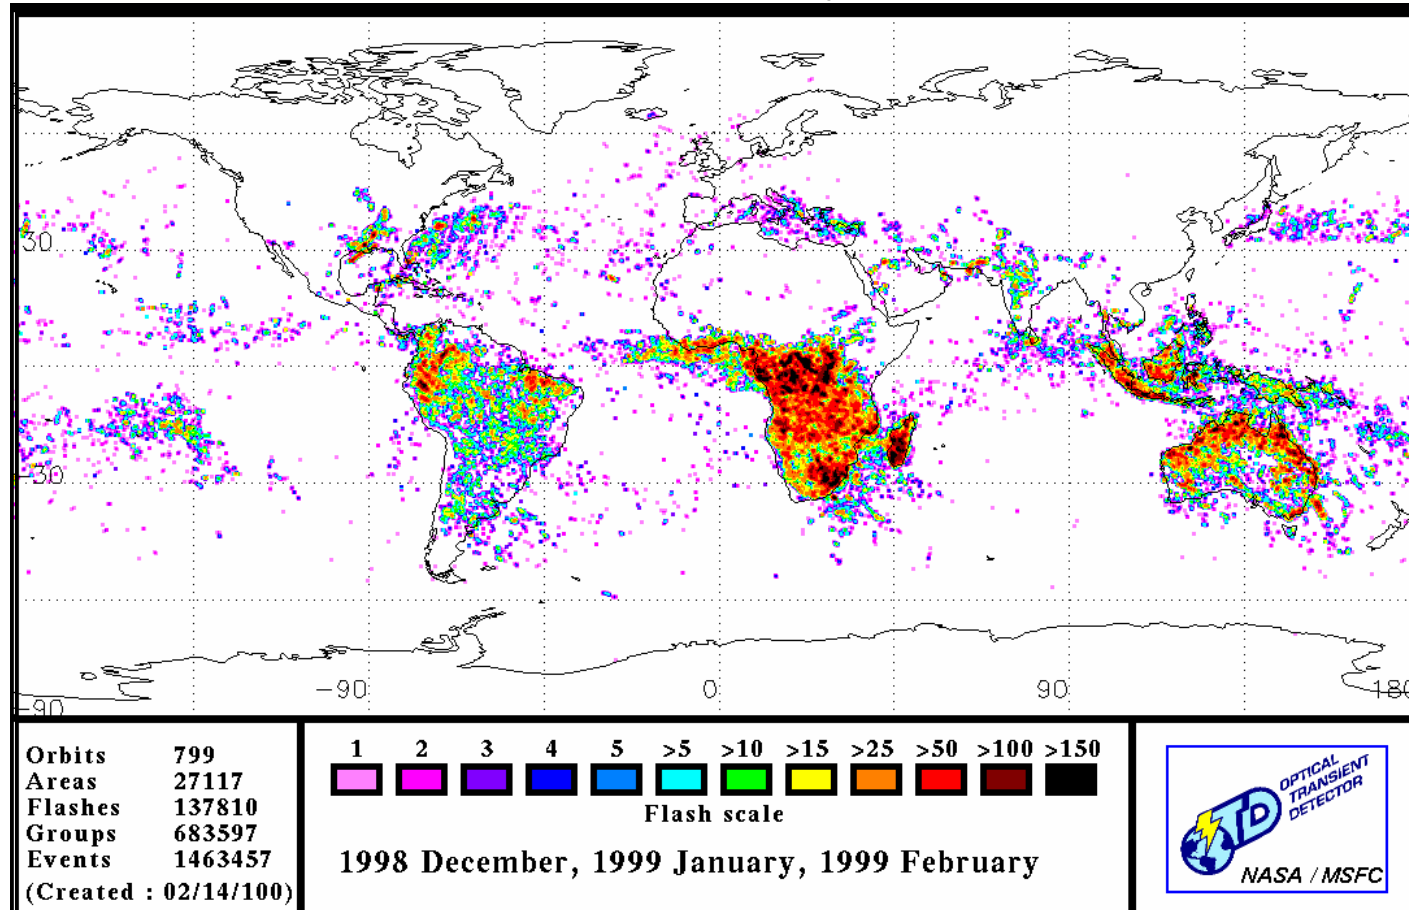 30
-30
-90
-90
0
90
180
Orbits 799
Areas 27117
Flashes 137810
Groups 683597
Events 1463457
(Created : 02/14/100)
1 2 3 4 5 >5 >10 >15 >25 >50 >100 >150
Flash scale
1998 December, 1999 January, 1999 February
OPTICAL
TRANSIENT
DETECTOR
OTD
NASA / MSFC